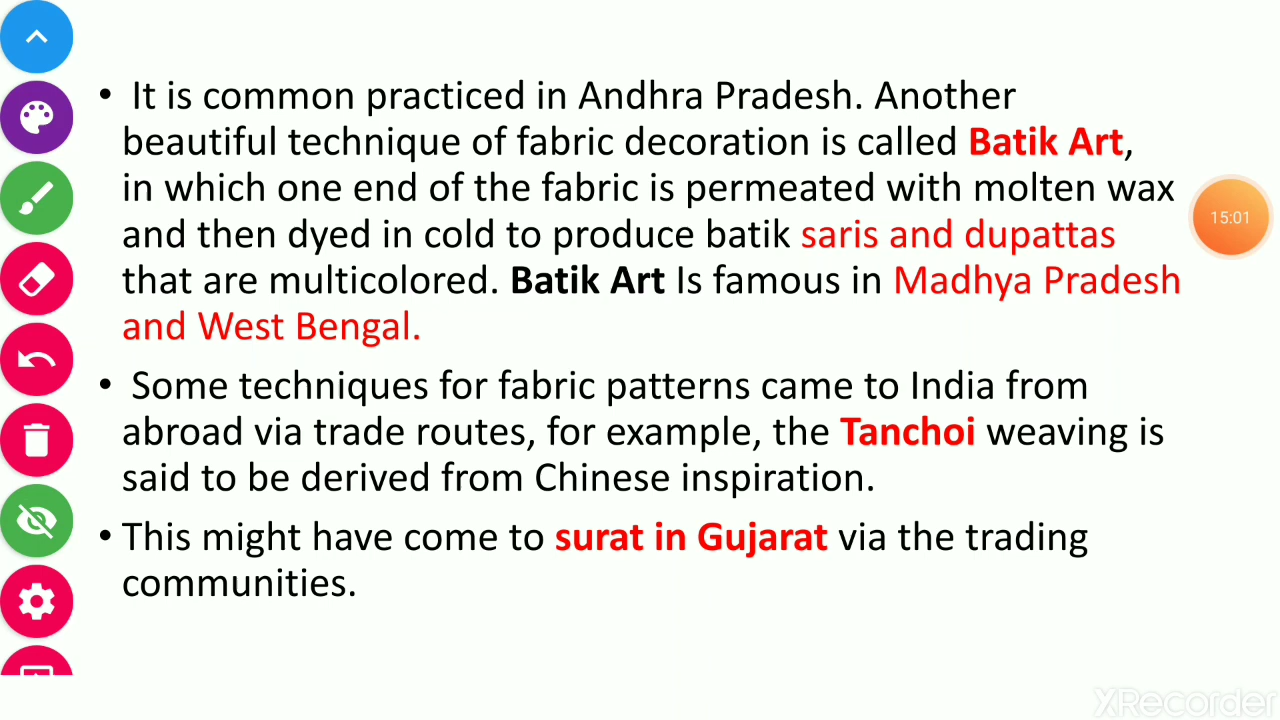 • It is common practiced in Andhra Pradesh. Another
beautiful technique of fabric decoration is called Batik Art,
in which one end of the fabric is permeated with molten wax
and then dyed in cold to produce batik saris and dupattas
that are multicolored. Batik Art Is famous in Madhya Pradesh
and West Bengal.
• Some techniques for fabric patterns came to India from
abroad via trade routes, for example, the Tanchoi weaving is
said to be derived from Chinese inspiration.
• This might have come to surat in Gujarat via the trading
communities.
15:01
XRecorder